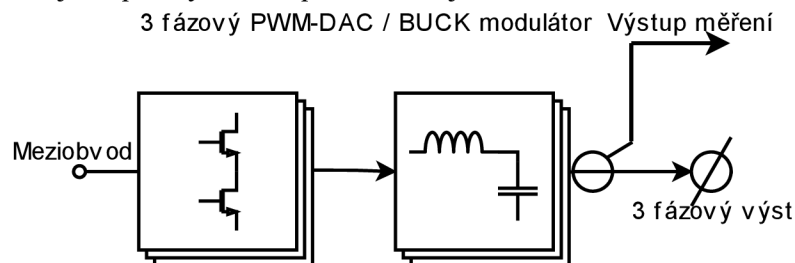 3 fázový PWM-DAC / BUCK modulátor Výstup měření
Meziobvod
3 fázový výst